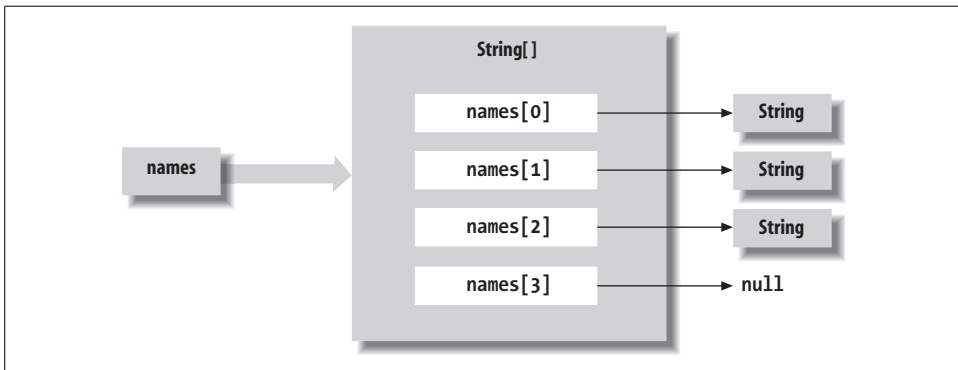 String[]
names[0]
String
names
names[1]
String
names[2]
String
names[3]
null